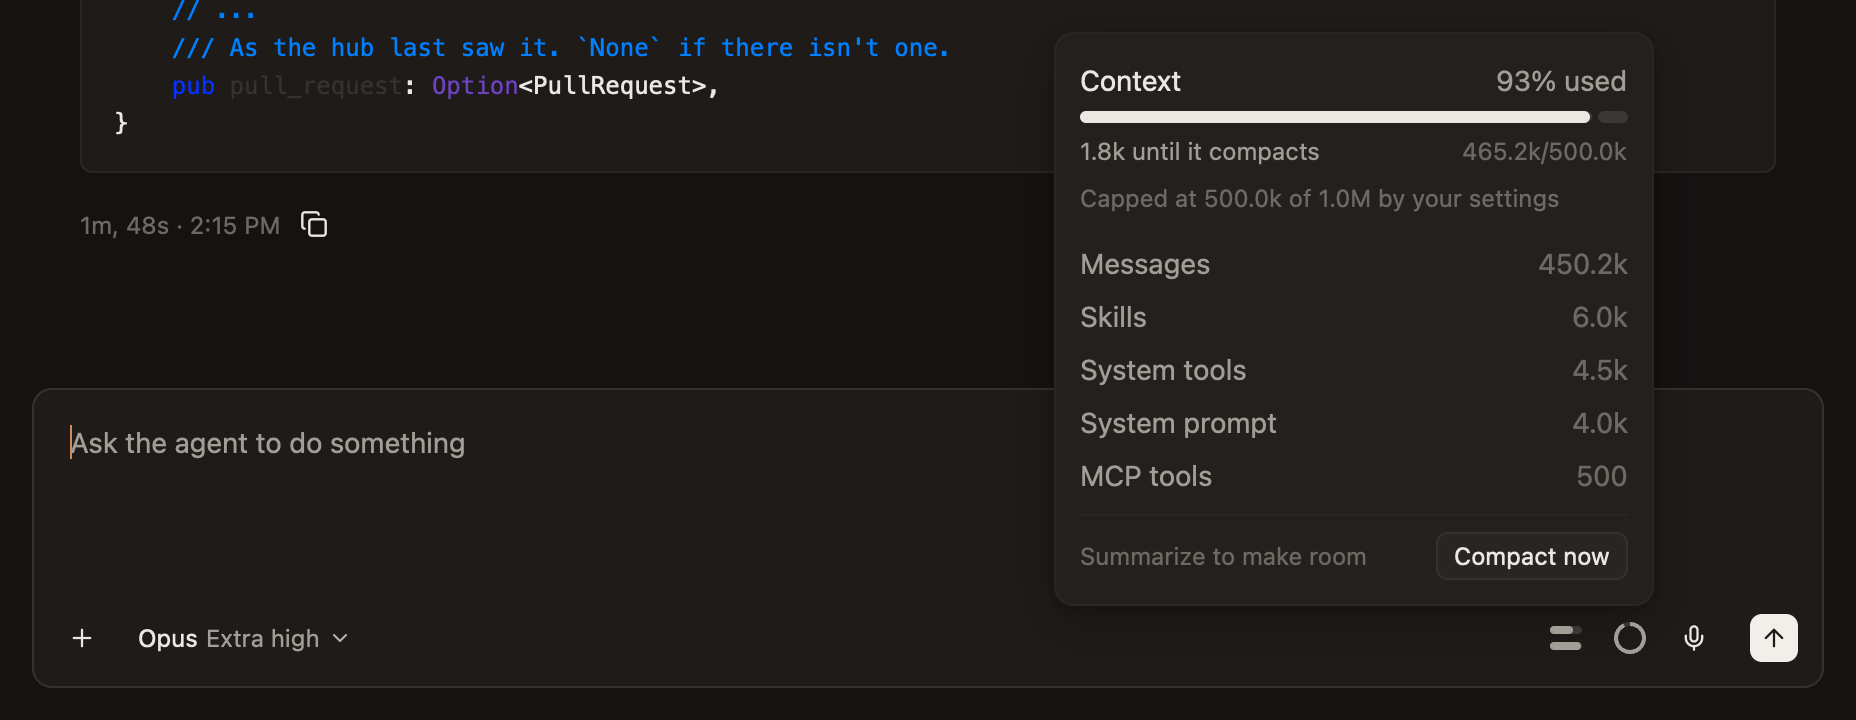 // ...
/// As the hub last saw it. `None` if there isn't one.
pub pull_request: Option<PullRequest>,
}
1m, 48s · 2:15 PM
Context 93% used
1.8k until it compacts 465.2k/500.0k
Capped at 500.0k of 1.0M by your settings
Messages 450.2k
Skills 6.0k
System tools 4.5k
System prompt 4.0k
MCP tools 500
Summarize to make room Compact now
Ask the agent to do something
Opus Extra high